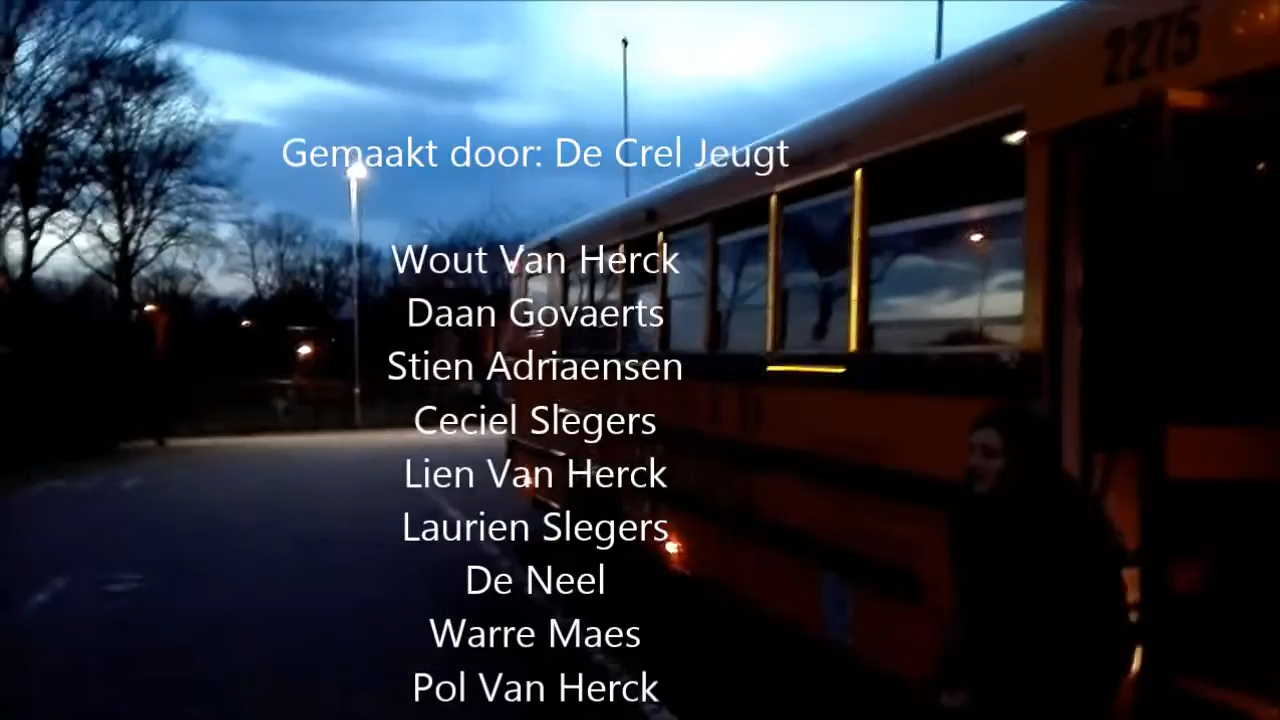 2275
Gemaakt door: De Crel Jeugt
Wout Van Herck
Daan Govaerts
Stien Adriaensen
Ceciel Slegers
Lien Van Herck
Laurien Slegers
De Neel
Warre Maes
Pol Van Herck